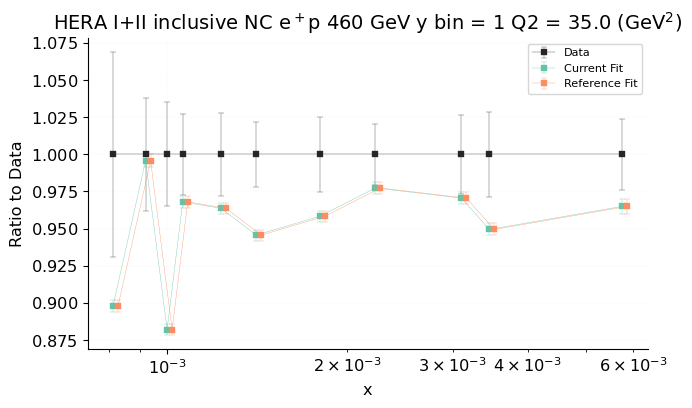 HERA I+II inclusive NC e⁺p 460 GeV y bin = 1 Q2 = 35.0 (GeV²)
Data
Current Fit
Reference Fit
Ratio to Data
1.075
1.050
1.025
1.000
0.975
0.950
0.925
0.900
0.875
10⁻³
2 × 10⁻³
3 × 10⁻³
4 × 10⁻³
6 × 10⁻³
x